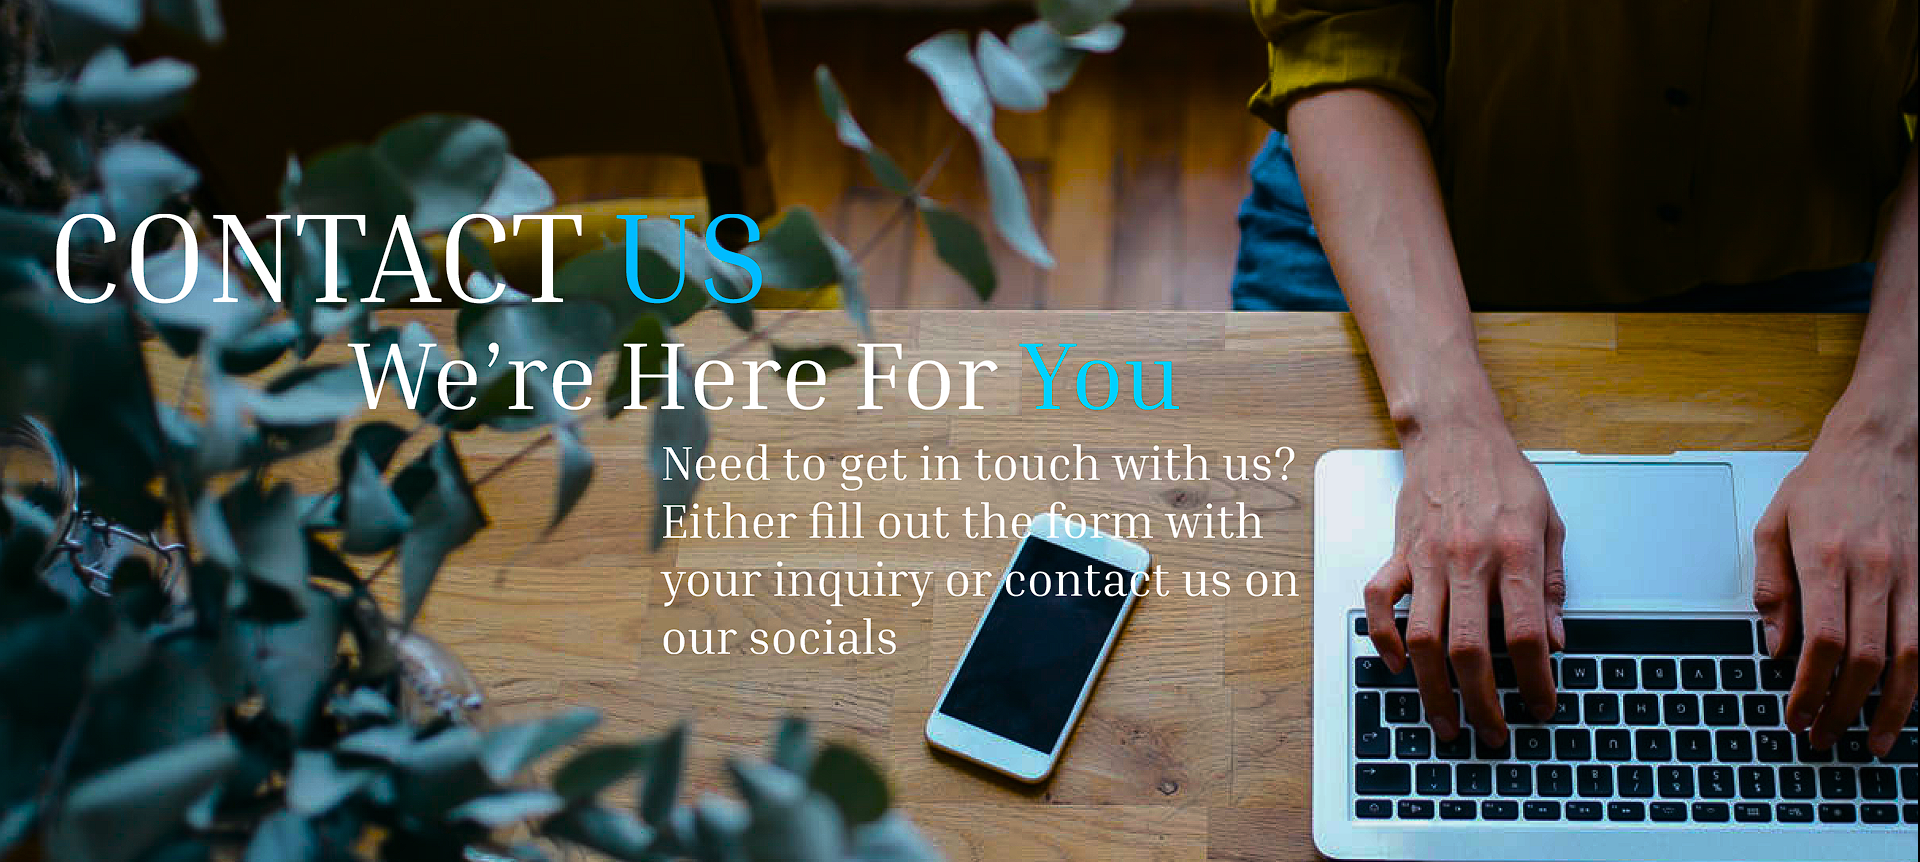 CONTACT US
We’re Here For You
Need to get in touch with us?
Either fill out the form with
your inquiry or contact us on
our socials